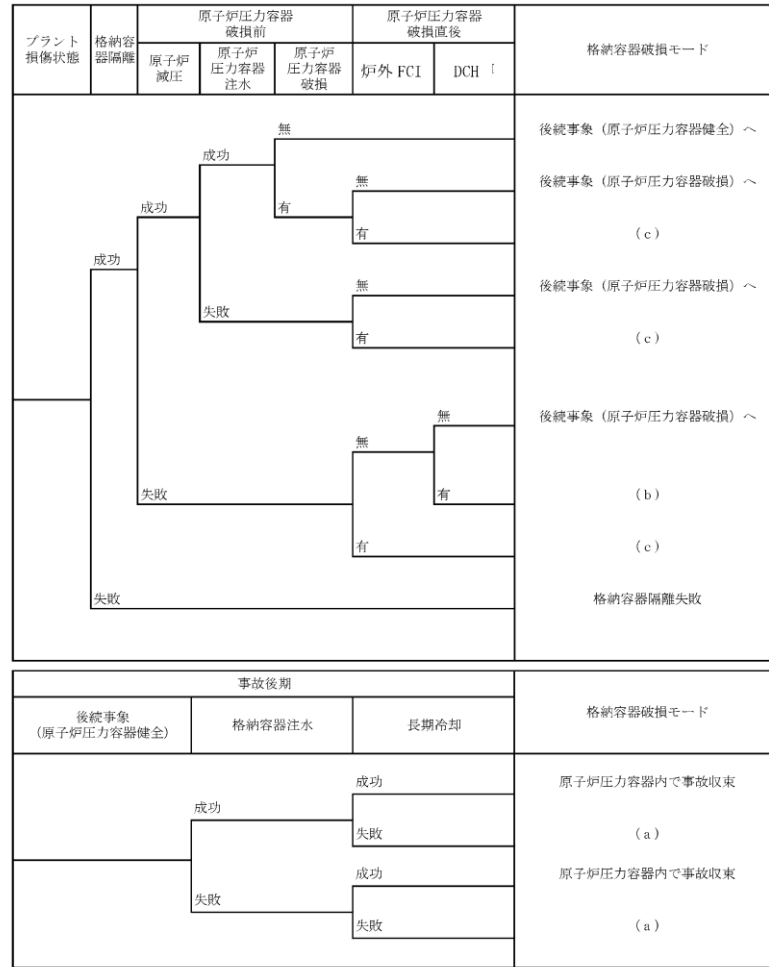 プラント
損傷状態
格納容
器隔離
原子炉圧力容器
破損前
原子炉圧力容器
破損直後
格納容器破損モード
原子炉
減圧
原子炉
圧力容器
注水
原子炉
圧力容器
破損
炉外FCI
DCH
無
後続事象（原子炉圧力容器健全）へ
成功
無
後続事象（原子炉圧力容器破損）へ
成功
有
有
（c）
成功
無
後続事象（原子炉圧力容器破損）へ
失敗
有
（c）
無
後続事象（原子炉圧力容器破損）へ
無
失敗
有
（b）
有
（c）
失敗
格納容器隔離失敗
事故後期
格納容器破損モード
後続事象
（原子炉圧力容器健全）
格納容器注水
長期冷却
成功
原子炉圧力容器内で事故収束
成功
失敗
（a）
成功
原子炉圧力容器内で事故収束
失敗
失敗
（a）